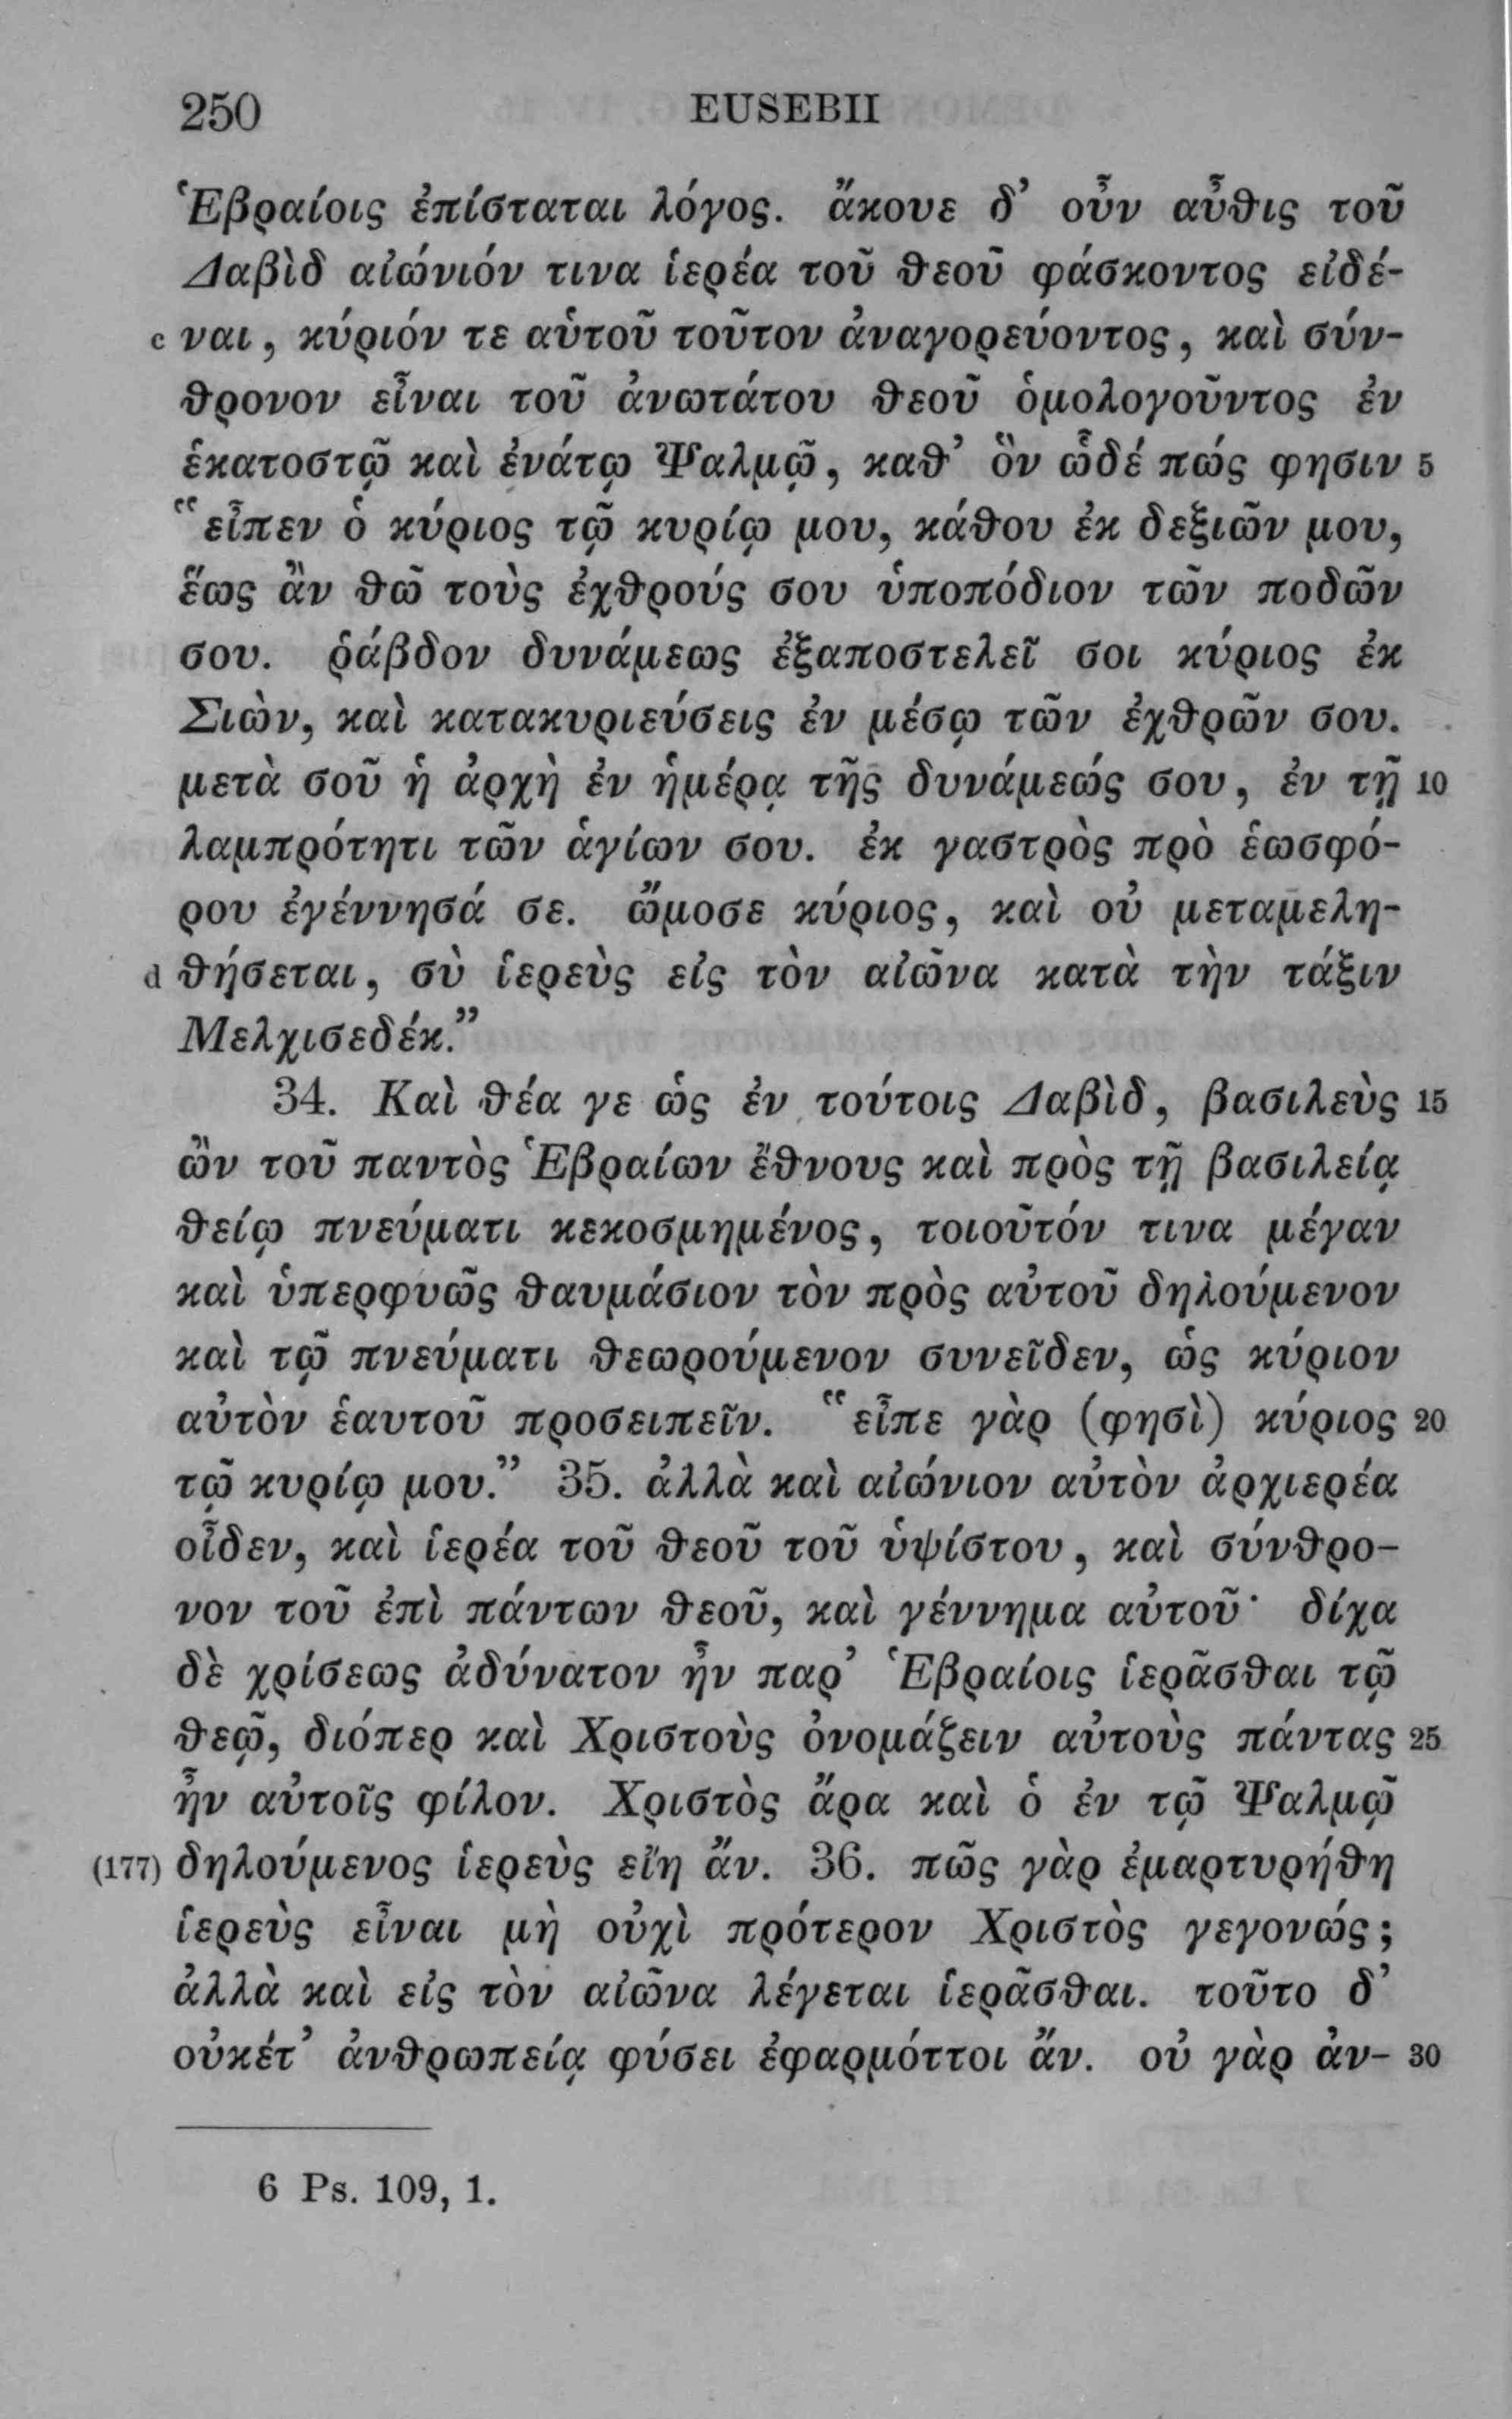 250 EUSEBII
Ἑβραίοις ἐπίσταται λόγος. ἄκουε δ’ οὖν αὖθις τοῦ
Δαβὶδ αἰώνιόν τινα ἱερέα τοῦ θεοῦ φάσκοντος εἰδέ-
c ναι, κύριόν τε αὑτοῦ τοῦτον ἀναγορεύοντος, καὶ σύν-
θρονον εἶναι τοῦ ἀνωτάτου θεοῦ ὁμολογοῦντος ἐν
ἑκατοστῷ καὶ ἐνάτῳ Ψαλμῷ, καθ’ ὃν ὧδέ πώς φησιν 5
“εἶπεν ὁ κύριος τῷ κυρίῳ μου, κάθου ἐκ δεξιῶν μου,
ἕως ἂν θῶ τοὺς ἐχθρούς σου ὑποπόδιον τῶν ποδῶν
σου. ῥάβδον δυνάμεως ἐξαποστελεῖ σοι κύριος ἐκ
Σιὼν, καὶ κατακυριεύσεις ἐν μέσῳ τῶν ἐχθρῶν σου.
μετὰ σοῦ ἡ ἀρχὴ ἐν ἡμέρᾳ τῆς δυνάμεώς σου, ἐν τῇ 10
λαμπρότητι τῶν ἁγίων σου. ἐκ γαστρὸς πρὸ ἑωσφό-
ρου ἐγέννησά σε. ὤμοσε κύριος, καὶ οὐ μεταμελη-
d θήσεται, σὺ ἱερεὺς εἰς τὸν αἰῶνα κατὰ τὴν τάξιν
Μελχισεδέκ.”
34. Καὶ θέα γε ὡς ἐν τούτοις Δαβὶδ, βασιλεὺς 15
ὢν τοῦ παντὸς Ἑβραίων ἔθνους καὶ πρὸς τῇ βασιλείᾳ
θείῳ πνεύματι κεκοσμημένος, τοιοῦτόν τινα μέγαν
καὶ ὑπερφυῶς θαυμάσιον τὸν πρὸς αὐτοῦ δηλούμενον
καὶ τῷ πνεύματι θεωρούμενον συνεῖδεν, ὡς κύριον
αὐτὸν ἑαυτοῦ προσειπεῖν. “εἶπε γὰρ (φησὶ) κύριος 20
τῷ κυρίῳ μου.” 35. ἀλλὰ καὶ αἰώνιον αὐτὸν ἀρχιερέα
οἶδεν, καὶ ἱερέα τοῦ θεοῦ τοῦ ὑψίστου, καὶ σύνθρο-
νον τοῦ ἐπὶ πάντων θεοῦ, καὶ γέννημα αὐτοῦ· δίχα
δὲ χρίσεως ἀδύνατον ἦν παρ’ Ἑβραίοις ἱερᾶσθαι τῷ
θεῷ, διόπερ καὶ Χριστοὺς ὀνομάζειν αὐτοὺς πάντας 25
ἦν αὐτοῖς φίλον. Χριστὸς ἄρα καὶ ὁ ἐν τῷ Ψαλμῷ
(177) δηλούμενος ἱερεὺς εἴη ἄν. 36. πῶς γὰρ ἐμαρτυρήθη
ἱερεὺς εἶναι μὴ οὐχὶ πρότερον Χριστὸς γεγονώς;
ἀλλὰ καὶ εἰς τὸν αἰῶνα λέγεται ἱερᾶσθαι. τοῦτο δ’
οὐκέτ’ ἀνθρωπείᾳ φύσει ἐφαρμόττοι ἄν. οὐ γὰρ ἀν- 30
6 Ps. 109, 1.